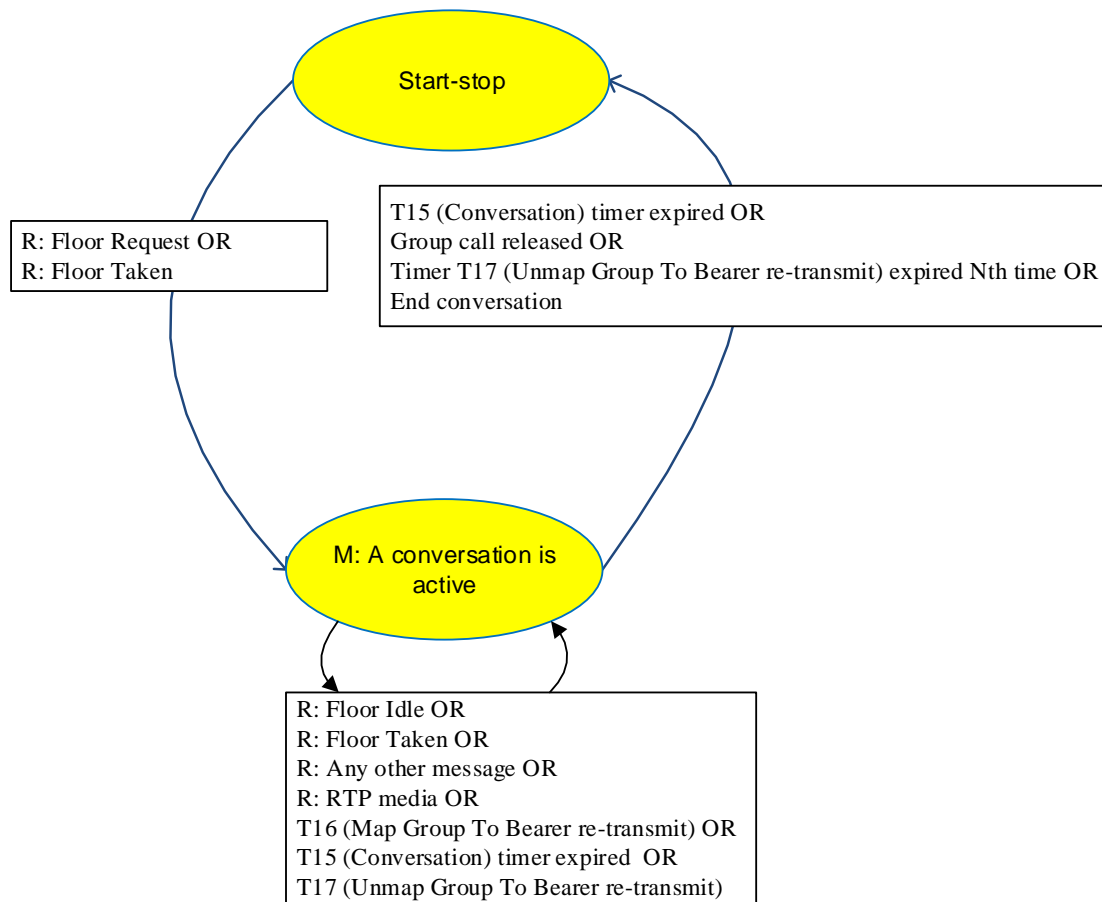 Start-stop
R: Floor Request OR
R: Floor Taken
T15 (Conversation) timer expired OR
Group call released OR
Timer T17 (Unmap Group To Bearer re-transmit) expired Nth time OR
End conversation
M: A conversation is
active
R: Floor Idle OR
R: Floor Taken OR
R: Any other message OR
R: RTP media OR
T16 (Map Group To Bearer re-transmit) OR
T15 (Conversation) timer expired OR
T17 (Unmap Group To Bearer re-transmit)